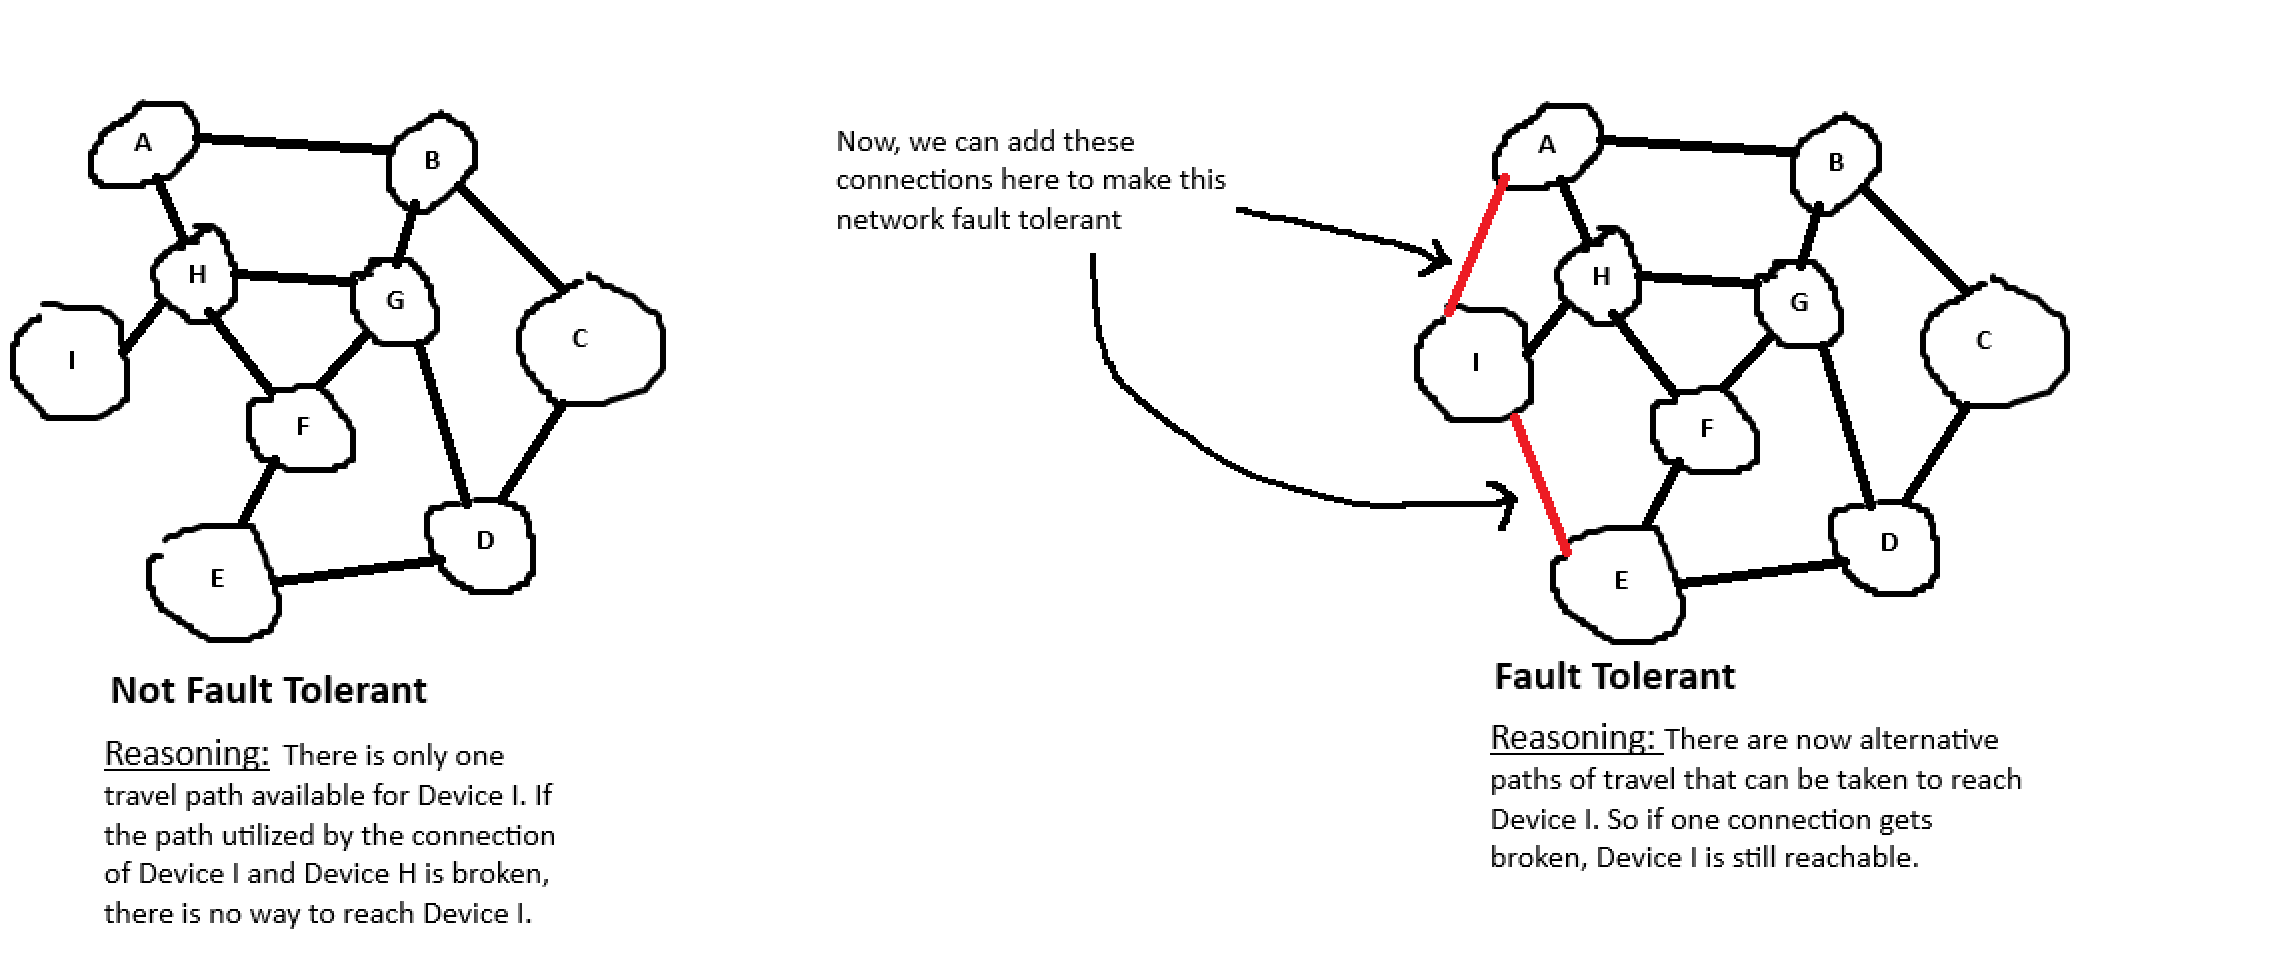 A
B
H
G
I
C
F
D
E
Not Fault Tolerant
Reasoning: There is only one
travel path available for Device I. If
the path utilized by the connection
of Device I and Device H is broken,
there is no way to reach Device I.
Now, we can add these
connections here to make this
network fault tolerant
A
B
H
G
I
C
F
D
E
Fault Tolerant
Reasoning: There are now alternative
paths of travel that can be taken to reach
Device I. So if one connection gets
broken, Device I is still reachable.